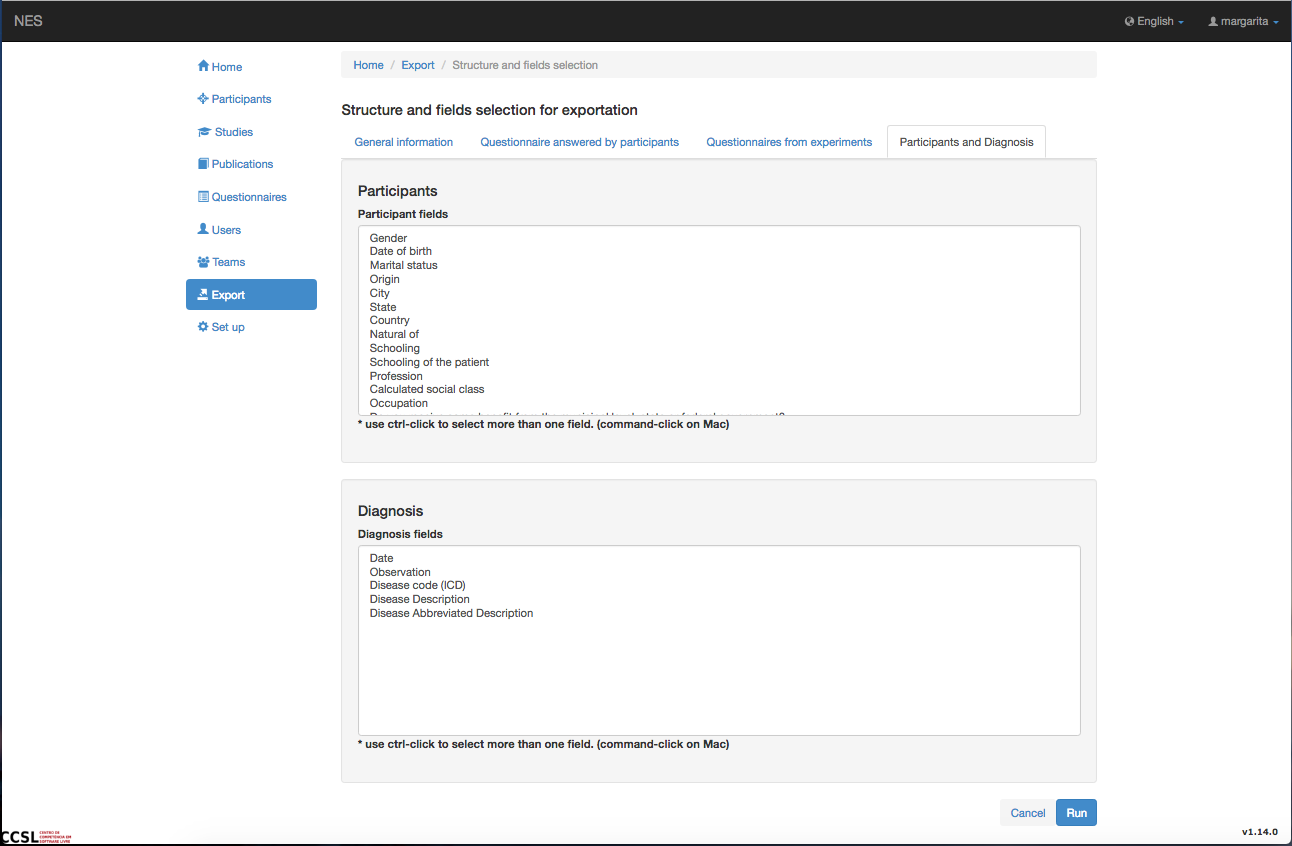 NES
English
margarita
Home
Participants
Studies
Publications
Questionnaires
Users
Teams
Export
Set up
Home / Export / Structure and fields selection
Structure and fields selection for exportation
General information
Questionnaire answered by participants
Questionnaires from experiments
Participants and Diagnosis
Participants
Participant fields
Gender
Date of birth
Marital status
Origin
City
State
Country
Natural of
Schooling
Schooling of the patient
Profession
Calculated social class
Occupation
* use ctrl-click to select more than one field. (command-click on Mac)
Diagnosis
Diagnosis fields
Date
Observation
Disease code (ICD)
Disease Description
Disease Abbreviated Description
* use ctrl-click to select more than one field. (command-click on Mac)
Cancel
Run
CCSL
CENTRO DE
COMPETÊNCIA EM
SOFTWARE LIVRE
v1.14.0